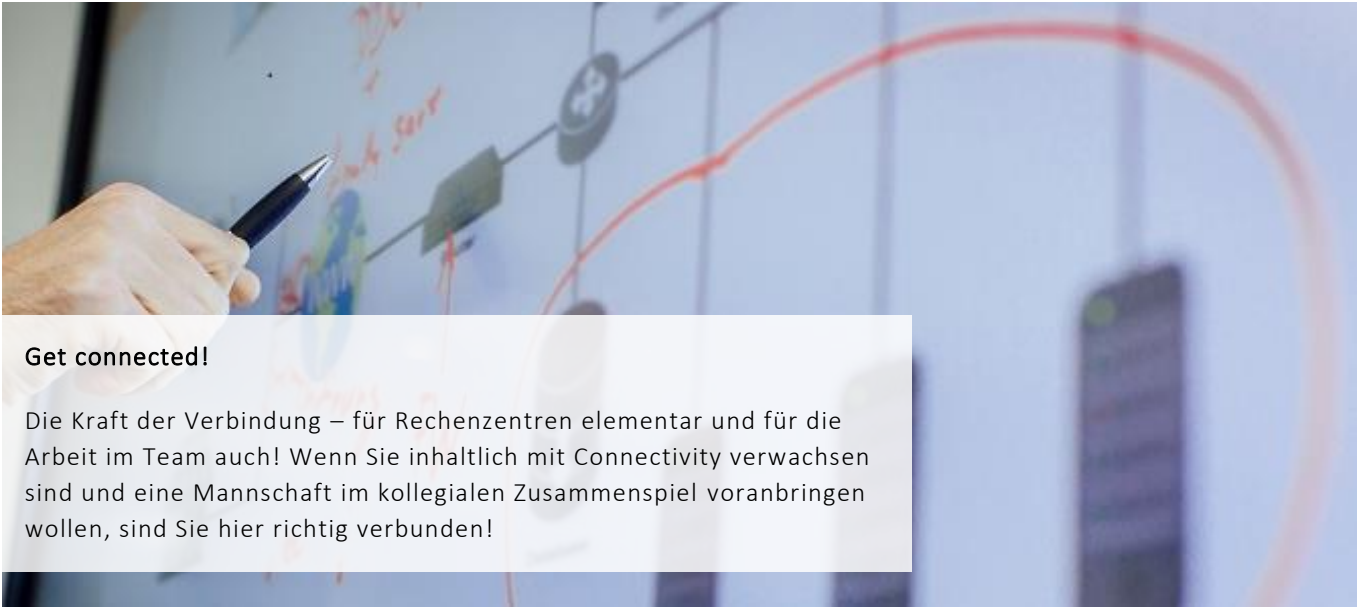 Get connected!
Die Kraft der Verbindung – für Rechenzentren elementar und für die
Arbeit im Team auch! Wenn Sie inhaltlich mit Connectivity verwachsen
sind und eine Mannschaft im kollegialen Zusammenspiel voranbringen
wollen, sind Sie hier richtig verbunden!